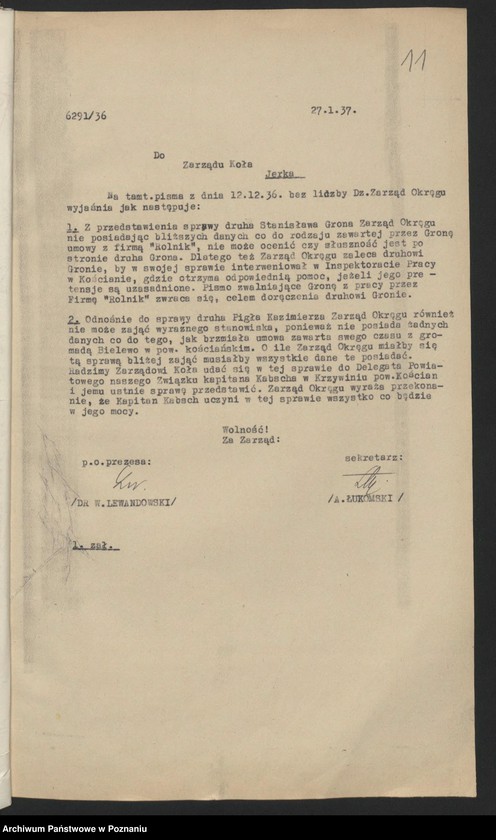 11
6291/36
27.1.37.
Do
Zarządu Koła
Jerka
Na tamt.pisma z dnia 12.12.36. bez lidzby Dz.Zarząd Okręgu
wyjaśnia jak następuje:
1. Z przedstawienia sprawy druha Stanisława Grona Zarząd Okręgu
nie posiadając bliższych danych co do rodzaju zawartej przez Gronę
umowy z firmą "Rolnik", nie może ocenić czy złuszność jest po
stronie druha Grona. Dlatego też Zarząd Okręgu zaleca druhowi
Gronie, by w swojej sprawie interweniował w Inspektoracie Pracy
w Kościanie, gdzie otrzyma odpowiednią pomoc, jeżeli jego pre -
tensje są uzasadnione. Pismo zwalniające Gronę z pracy przez
Firmę "Rolnik" zwraca się, celem doręczenia druhowi Gronie.
2. Odnośnie do sprawy druha Pigła Kazimierza Zarząd Okręgu również
nie może zająć wyraznego stanowiska, ponieważ nie posiada żadnych
danych co do tego, jak brzmiała umowa zawarta swego czasu z gro-
madą Bielewo w pow. kościańskim. O ile Zarząd Okręgu miałby się
tą sprawą bliżej zająć musiałby wszystkie dane te posiadać.
Radzimy Zarządowi Koła udać się w tej sprawie do Delegata Powia-
towego naszego Związku kapitana Kabscha w Krzywiniu pow.Kościan
i jemu ustnie sprawę przedstawić. Zarząd Okręgu wyraża przekona-
nie, że Kapitan Kabsch uczyni w tej sprawie wszystko co będzie
w jego mocy.
Wolność!
Za Zarząd:
p.o.prezesa:
sekretarz:
/DR W.LEWANDOWSKI/
/A.ŁUKOMSKI /
1. zał.
Archiwum Państwowe w Poznaniu